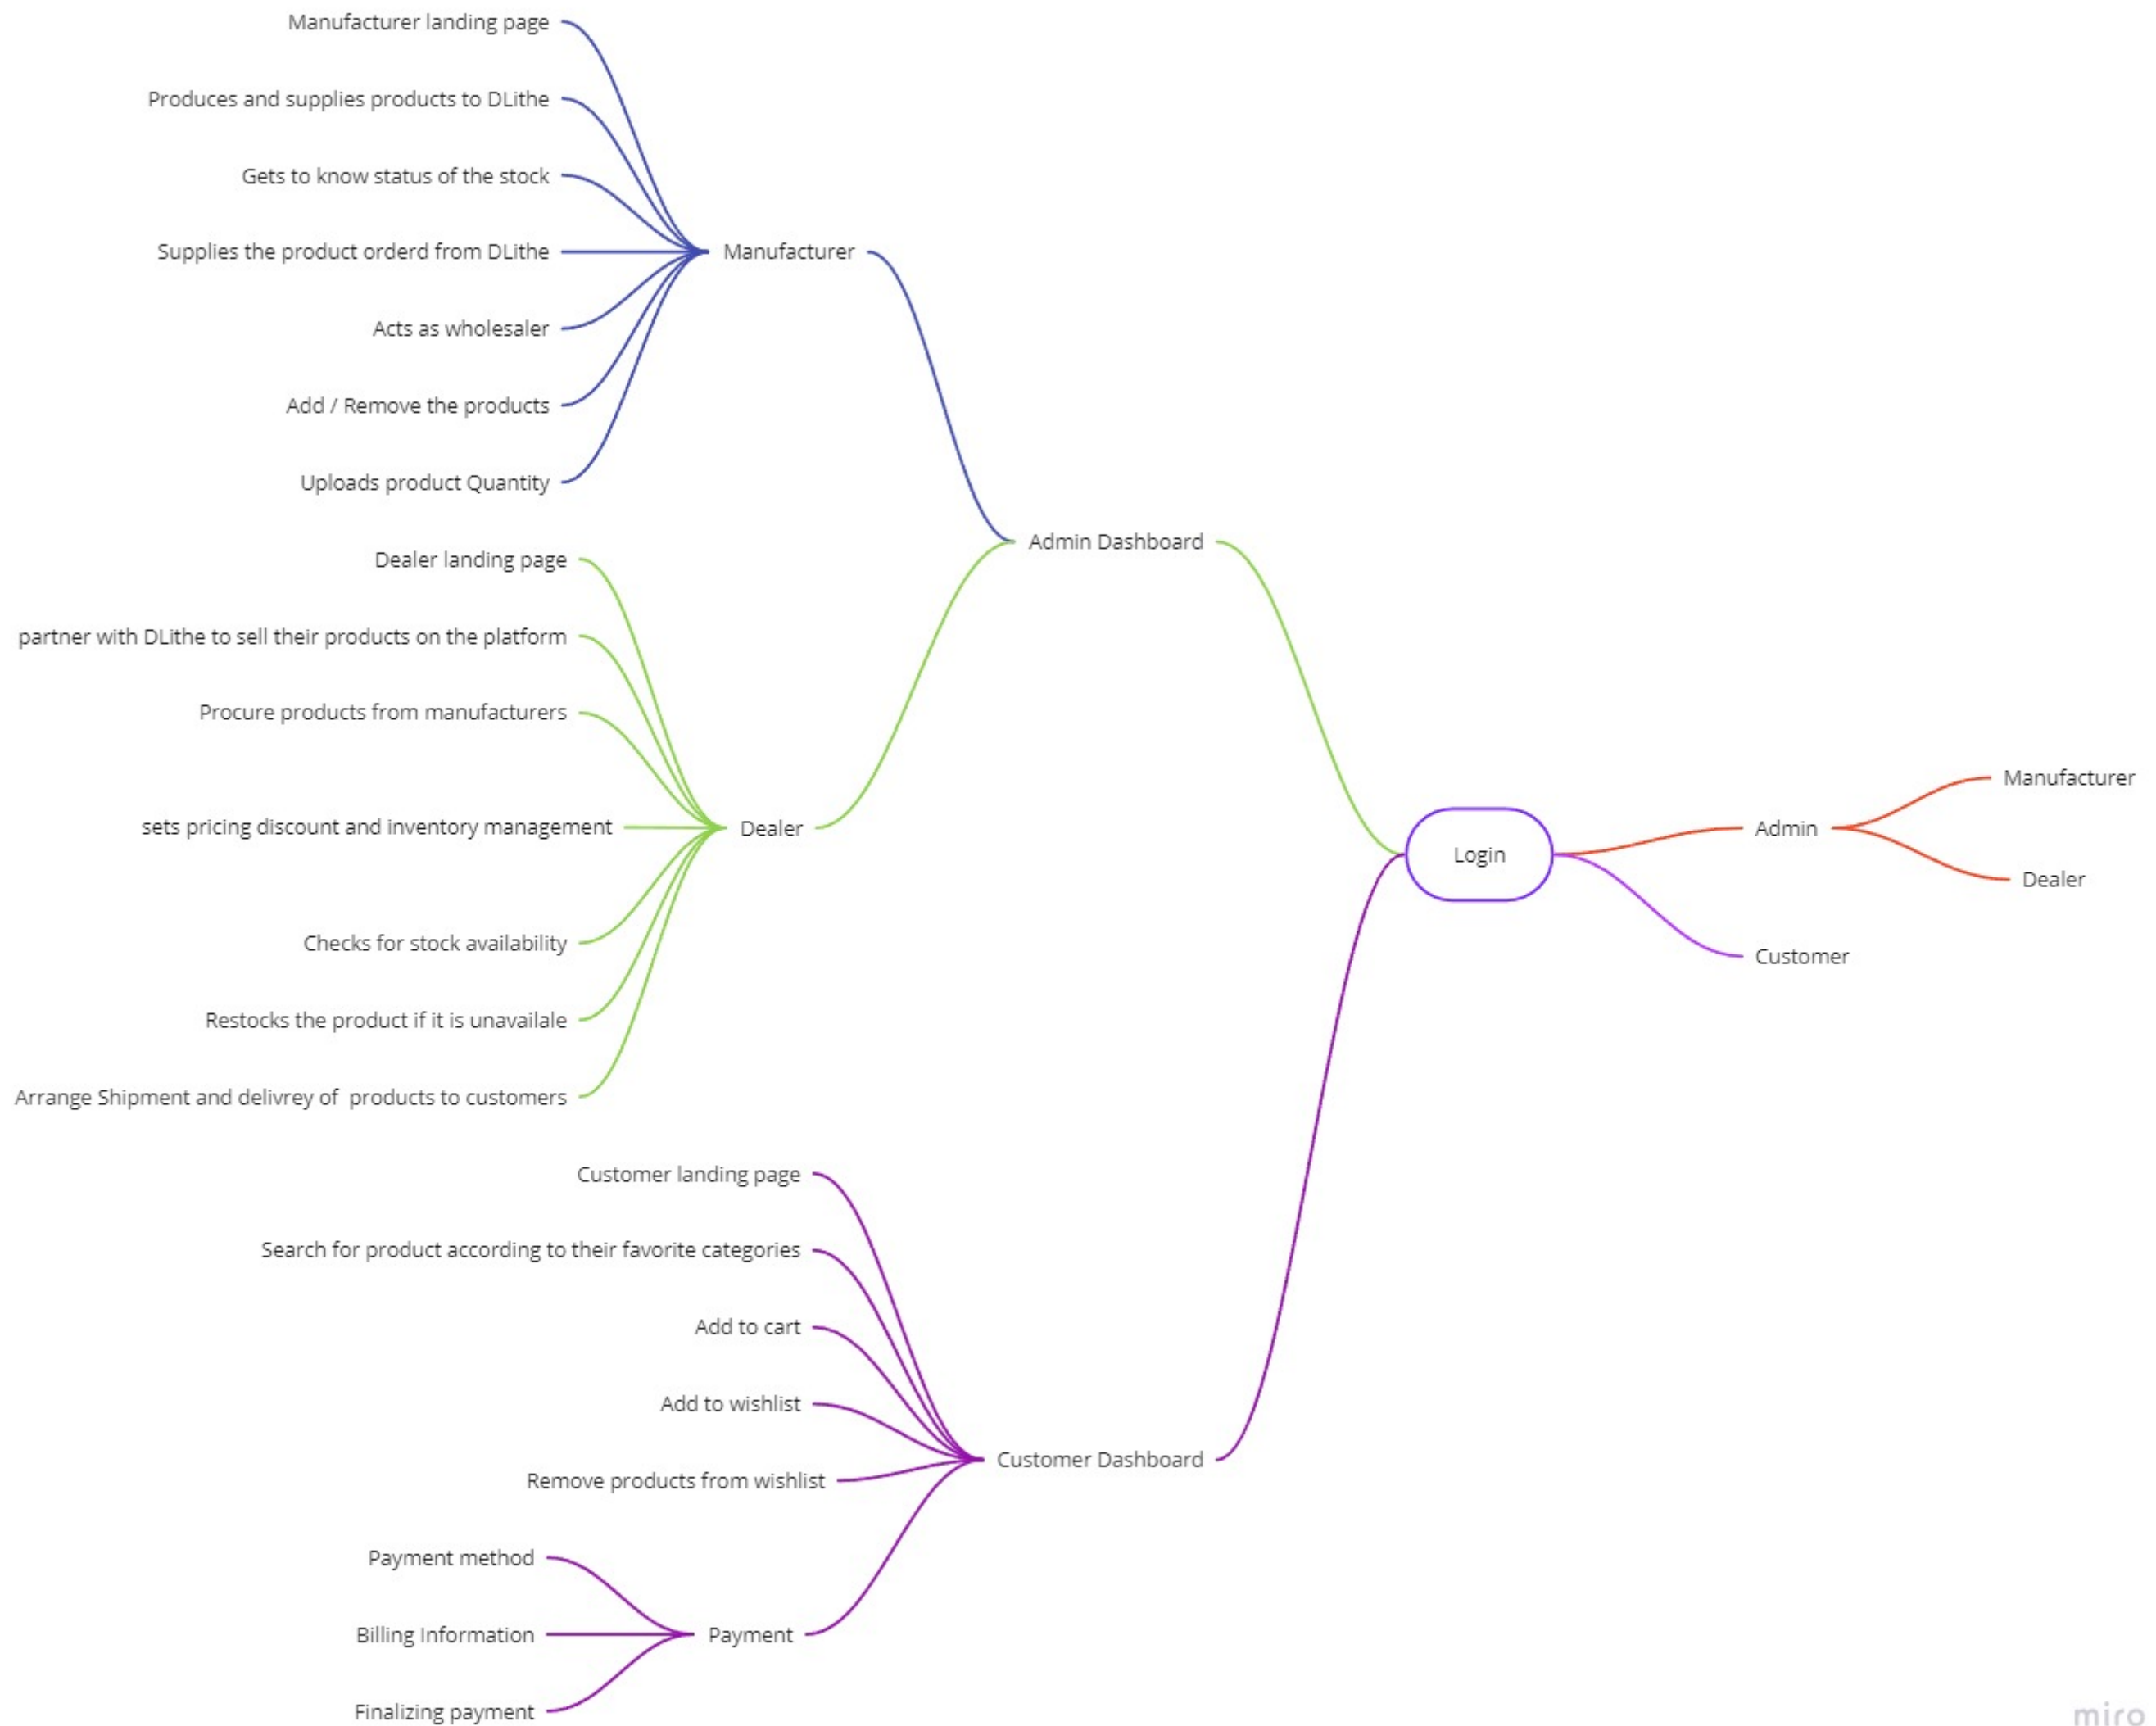 Manufacturer landing page
Produces and supplies products to DLithe
Gets to know status of the stock
Supplies the product orderd from DLithe
Acts as wholesaler
Add / Remove the products
Uploads product Quantity
Manufacturer
Dealer landing page
partner with DLithe to sell their products on the platform
Procure products from manufacturers
sets pricing discount and inventory management
Checks for stock availability
Restocks the product if it is unavailale
Arrange Shipment and delivrey of  products to customers
Dealer
Admin Dashboard
Customer landing page
Search for product according to their favorite categories
Add to cart
Add to wishlist
Remove products from wishlist
Payment method
Billing Information
Finalizing payment
Payment
Customer Dashboard
Login
Admin
Manufacturer
Dealer
Customer
miro